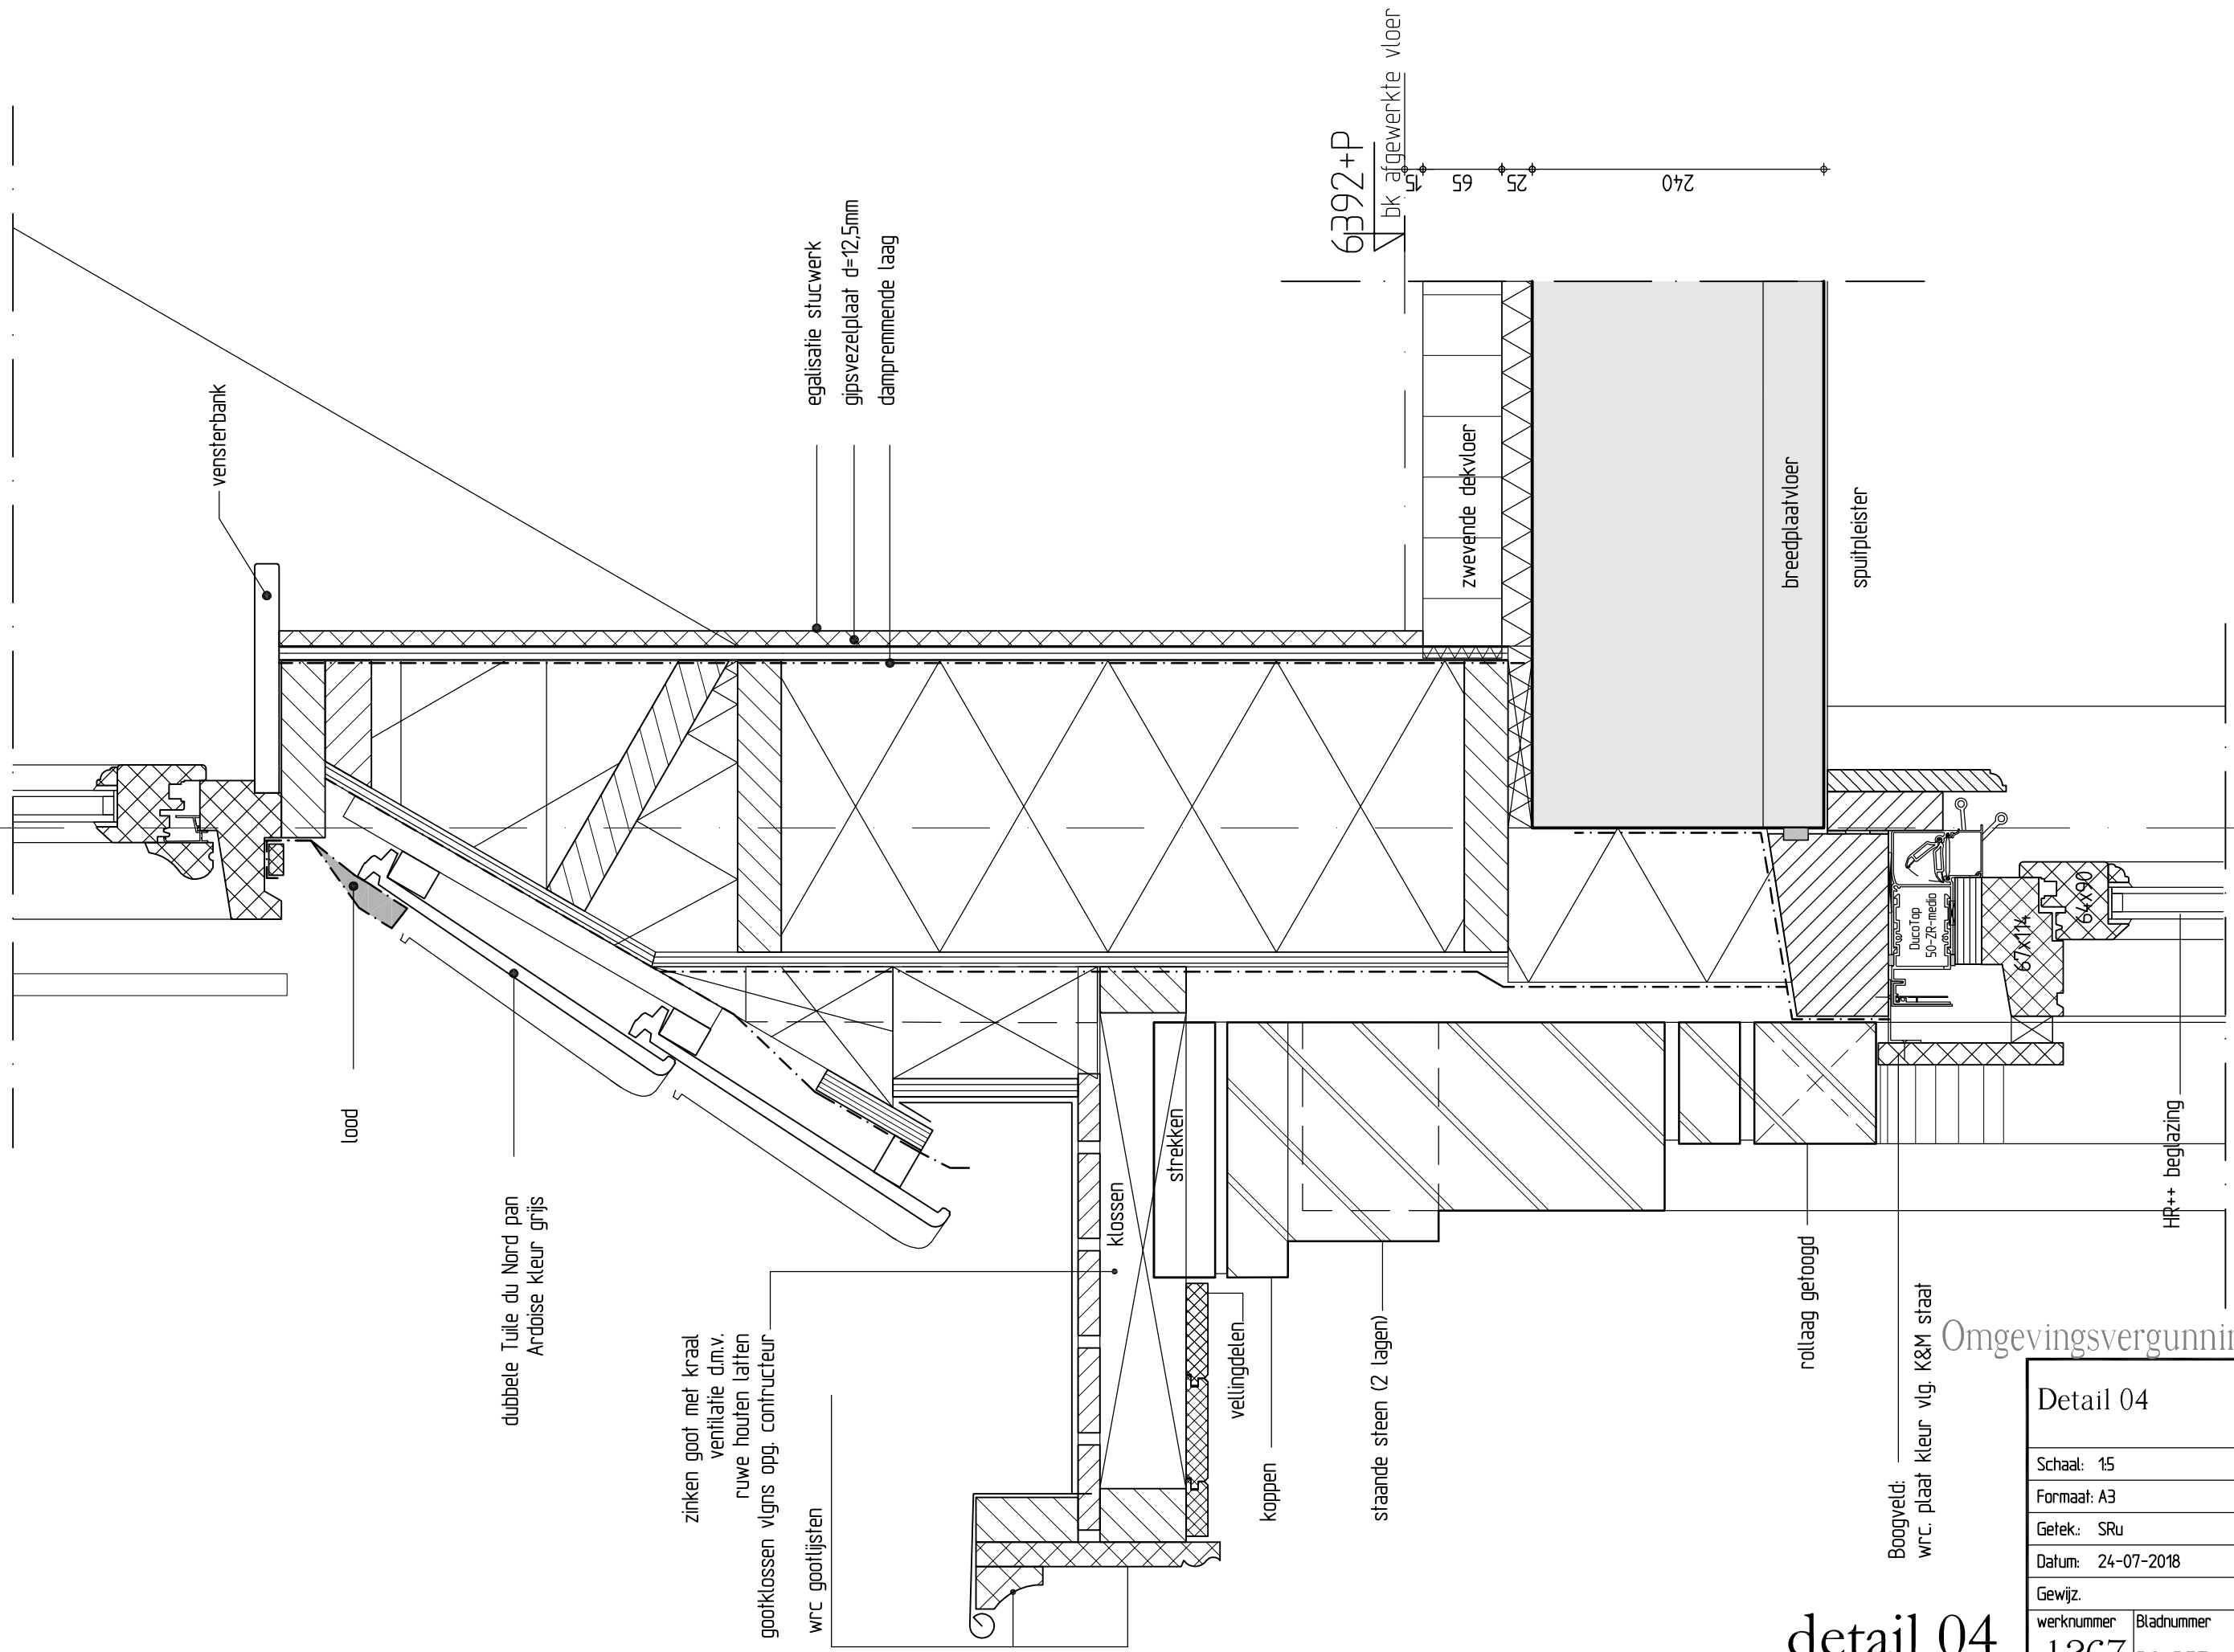 vensterbank
egalisatie stucwerk
gipsvezelplaat d=12,5mm
dampremmende laag
6392+P
bk afgewerkte vloer
15
65
25
240
zwevende dekvloer
breedplaatvloer
spuitpleister
lood
dubbele Tuile du Nord pan
Ardoise kleur grijs
zinken goot met kraal
ventilatie d.m.v.
ruwe houten latten
gootklossen vlgns opg. contructeur
wrc gootlijsten
klossen
strekken
vellingdelen
koppen
staande steen (2 lagen)
rollaag getoogd
DucoTop
50-ZR-medio
67x114
64x90
HR++ beglazing
Boogveld:
wrc. plaat kleur vlg. K&M staat
Omgevingsvergunnin
Detail 04
Schaal: 1:5
Formaat: A3
Getek.: SRu
Datum: 24-07-2018
Gewijz.
werknummer Bladnummer
1367
detail 04